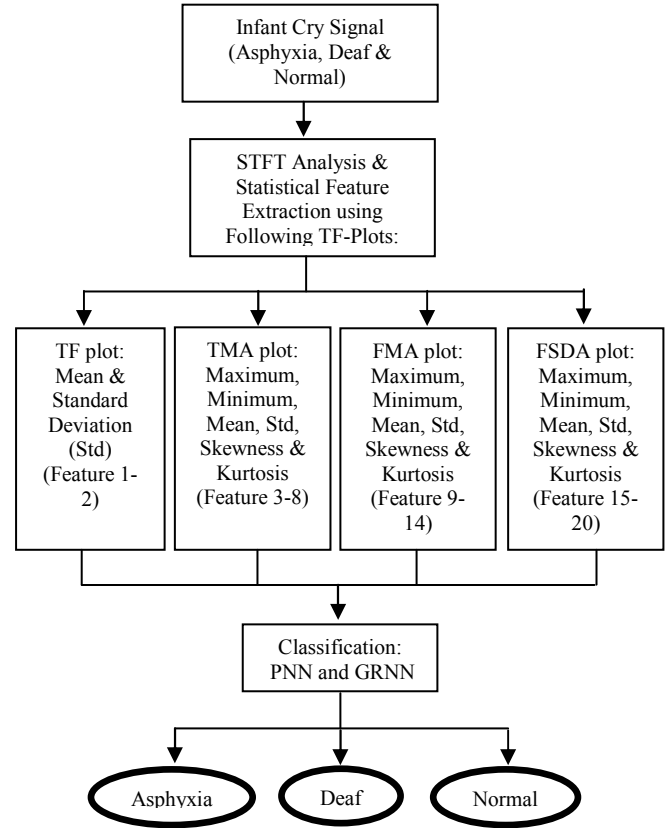 Infant Cry Signal
(Asphyxia, Deaf &
Normal)
STFT Analysis &
Statistical Feature
Extraction using
Following TF-Plots:
TF plot:
Mean &
Standard
Deviation
(Std)
(Feature 1-
2)
TMA plot:
Maximum,
Minimum,
Mean, Std,
Skewness &
Kurtosis
(Feature 3-8)
FMA plot:
Maximum,
Minimum,
Mean, Std,
Skewness &
Kurtosis
(Feature 9-
14)
FSDA plot:
Maximum,
Minimum,
Mean, Std,
Skewness &
Kurtosis
(Feature 15-
20)
Classification:
PNN and GRNN
Asphyxia
Deaf
Normal